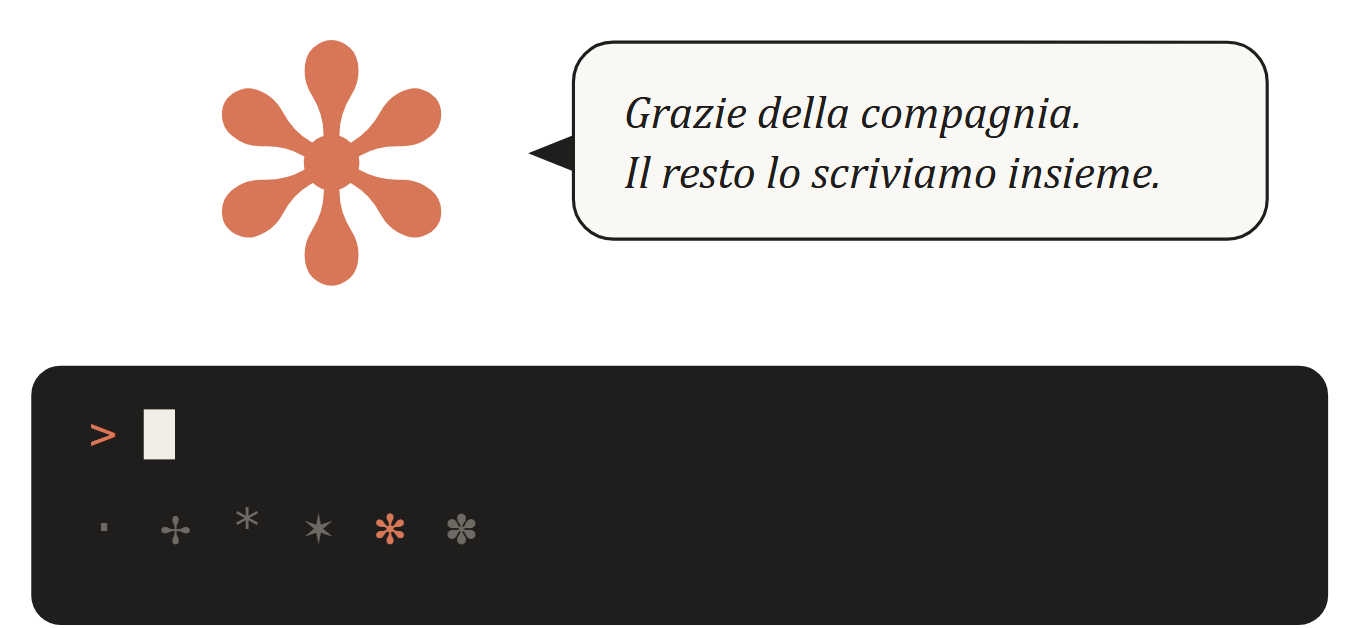 Grazie della compagnia.
Il resto lo scriviamo insieme.
>
· ✢ * ✶ ✻ ✽